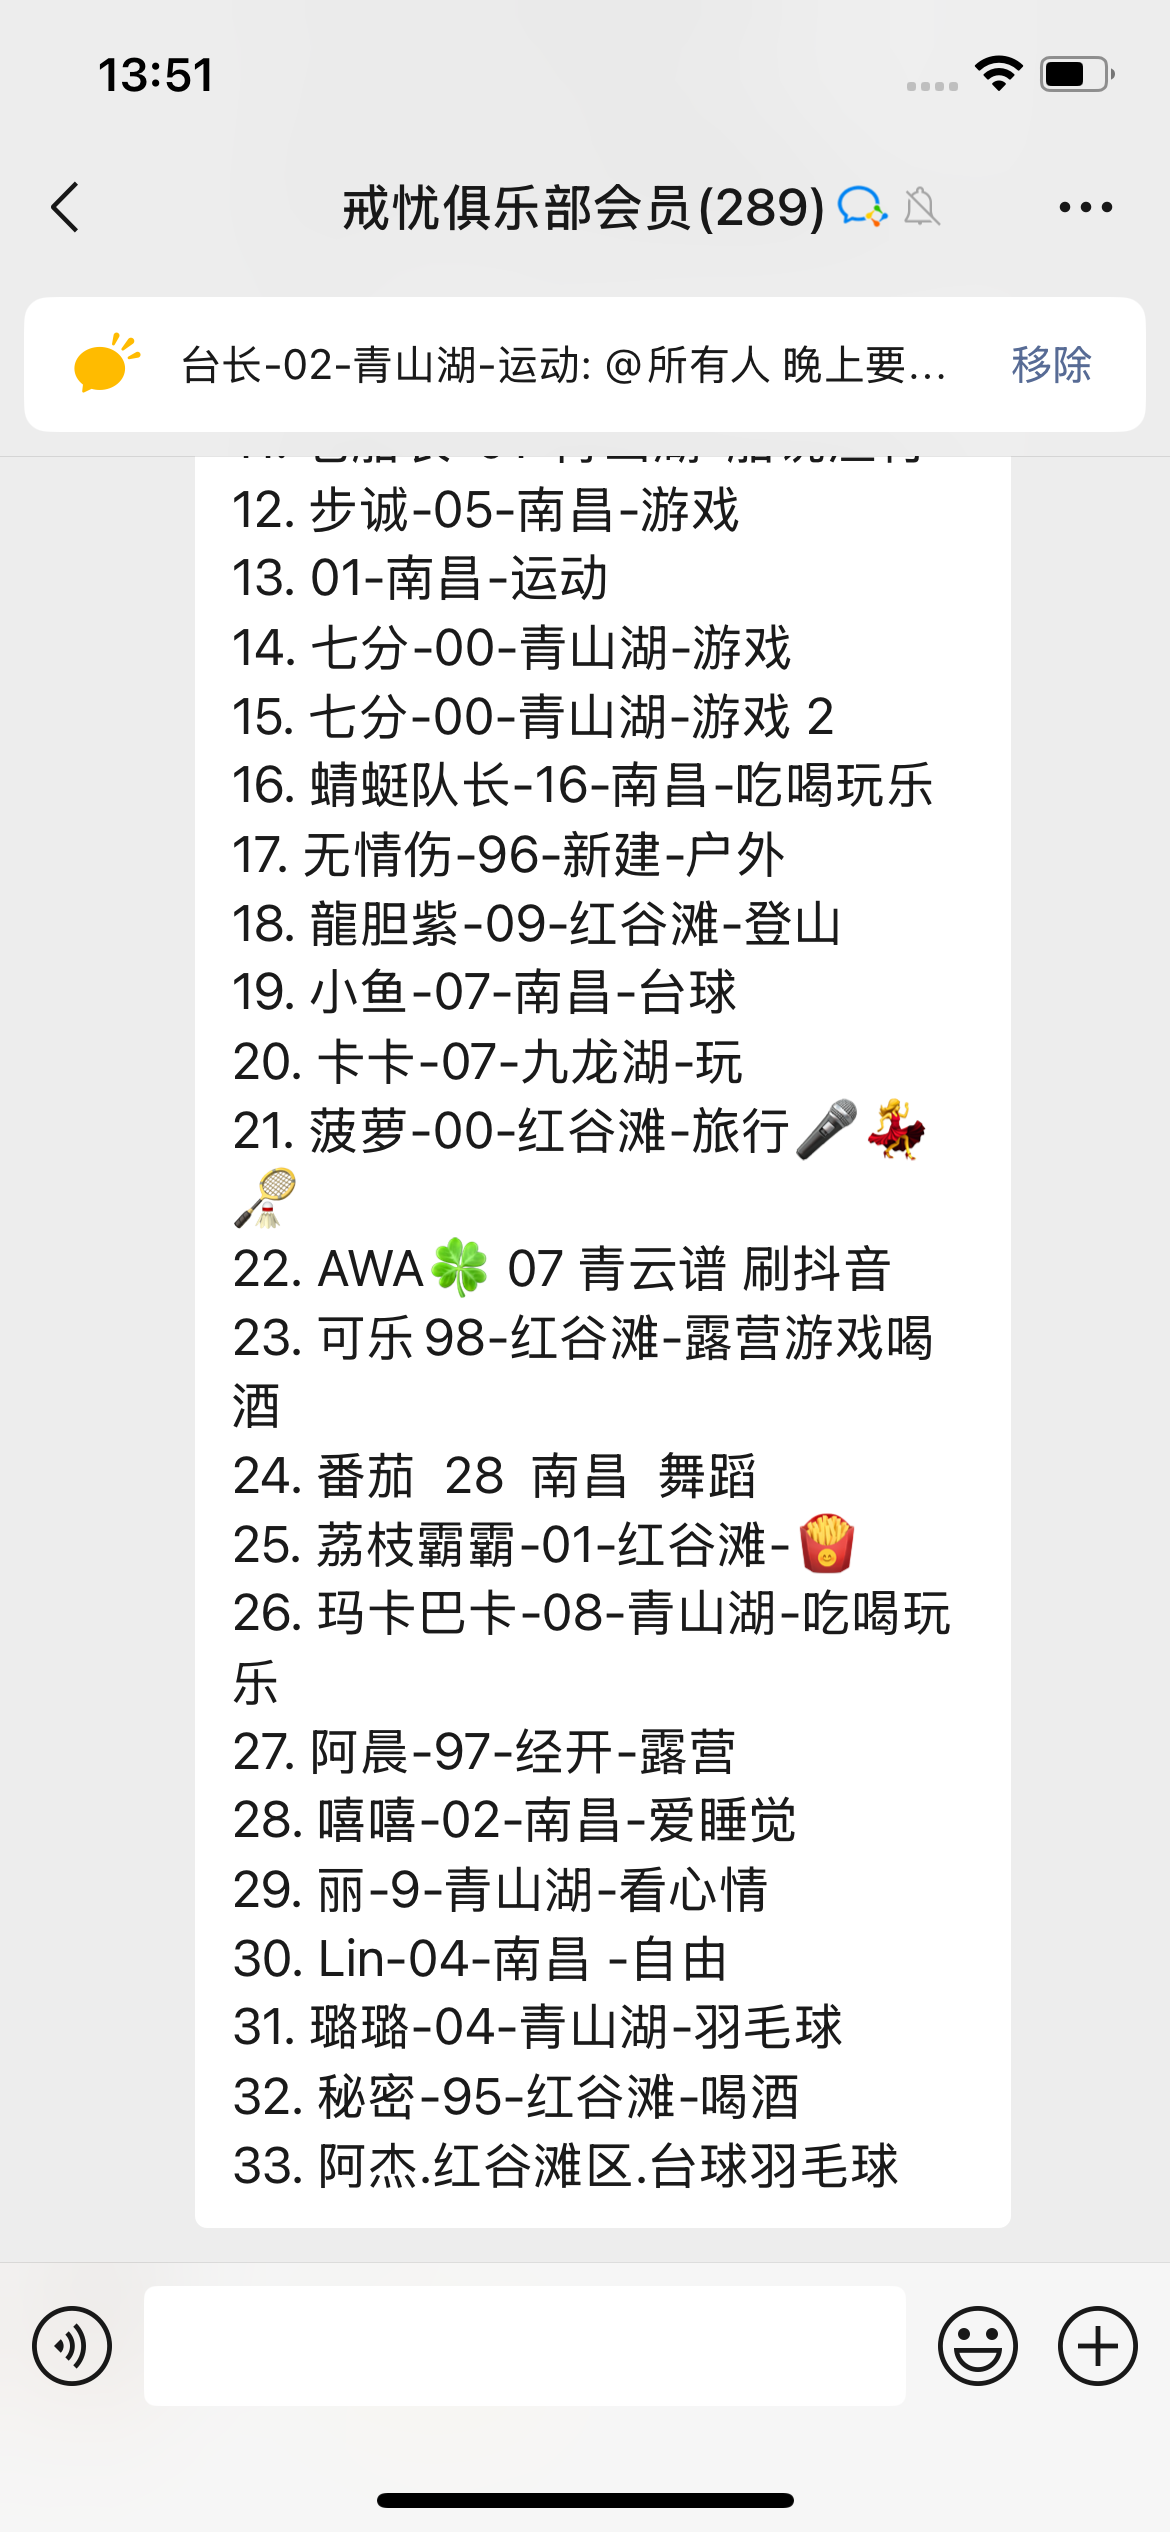 13:51
戒忧俱乐部会员(289)
台长-02-青山湖-运动: @所有人 晚上要...
移除
12. 步诚-05-南昌-游戏
13. 01-南昌-运动
14. 七分-00-青山湖-游戏
15. 七分-00-青山湖-游戏 2
16. 蜻蜓队长-16-南昌-吃喝玩乐
17. 无情伤-96-新建-户外
18. 龍胆紫-09-红谷滩-登山
19. 小鱼-07-南昌-台球
20. 卡卡-07-九龙湖-玩
21. 菠萝-00-红谷滩-旅行🎤💃
🏸
22. AWA🍀 07 青云谱 刷抖音
23. 可乐98-红谷滩-露营游戏喝
酒
24. 番茄  28  南昌  舞蹈
25. 荔枝霸霸-01-红谷滩-🍟
26. 玛卡巴卡-08-青山湖-吃喝玩
乐
27. 阿晨-97-经开-露营
28. 嘻嘻-02-南昌-爱睡觉
29. 丽-9-青山湖-看心情
30. Lin-04-南昌 -自由
31. 璐璐-04-青山湖-羽毛球
32. 秘密-95-红谷滩-喝酒
33. 阿杰.红谷滩区.台球羽毛球